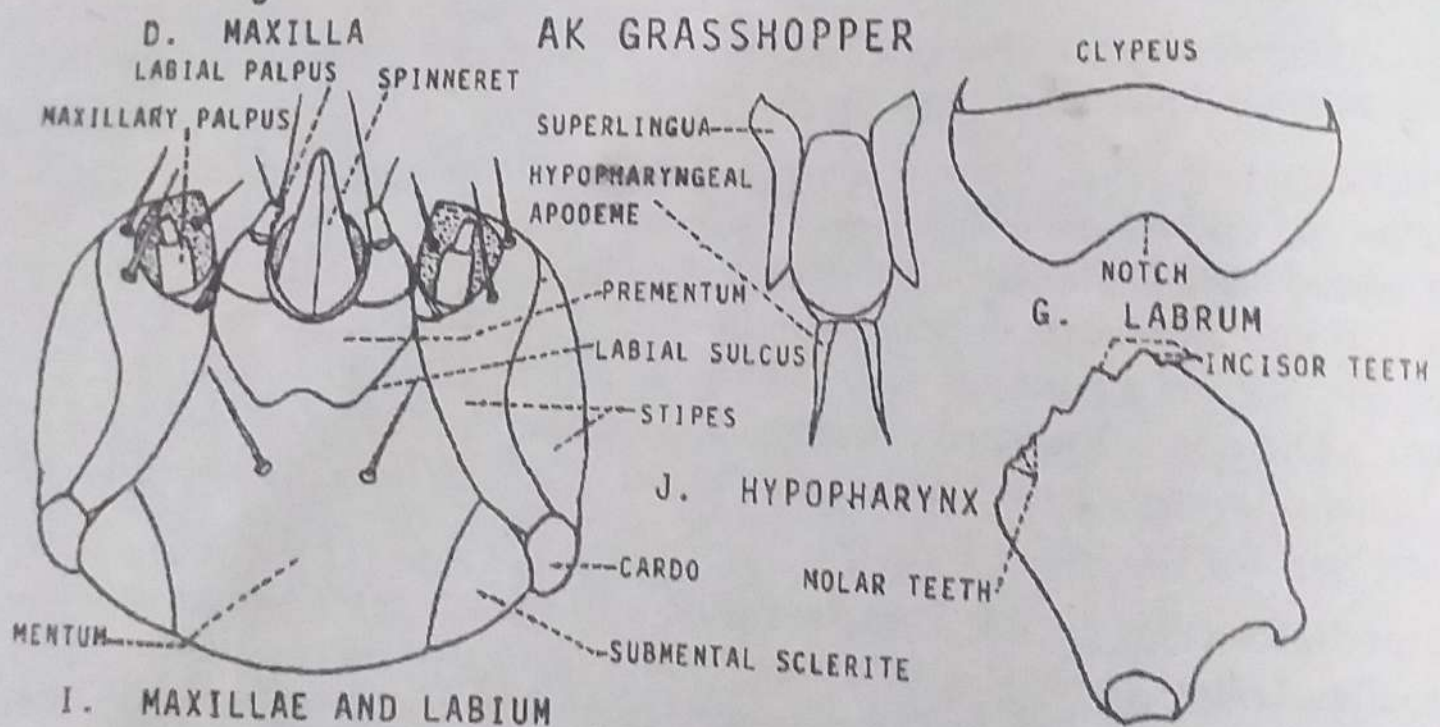 D. MAXILLA
AK GRASSHOPPER
CLYPEUS
LABIAL PALPUS
SPINNERET
MAXILLARY PALPUS
SUPERLINGUA
HYPOPHARYNGEAL
APODEME
NOTCH
PREMENTUM
G. LABRUM
LABIAL SULCUS
INCISOR TEETH
STIPES
J. HYPOPHARYNX
CARDO
MOLAR TEETH
MENTUM
SUBMENTAL SCLERITE
I. MAXILLAE AND LABIUM